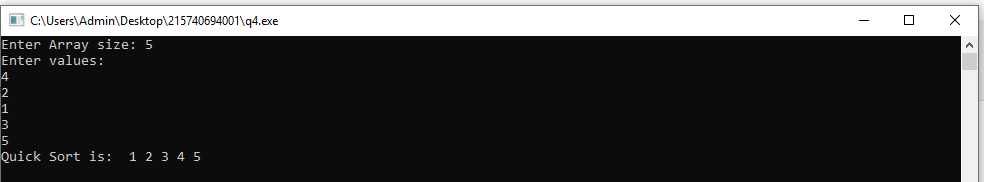 C:\Users\Admin\Desktop\215740694001\q4.exe
Enter Array size: 5
Enter values:
4
2
1
3
5
Quick Sort is:  1 2 3 4 5